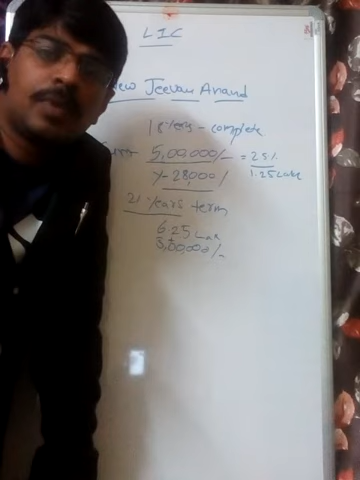 LIC
New Jeevan Anand
18 Years - complete
5,00,000/- = 25%
Y-28,000/ 1.25 Lakh
21 Years term
6.25 Lak
5,00,000/-